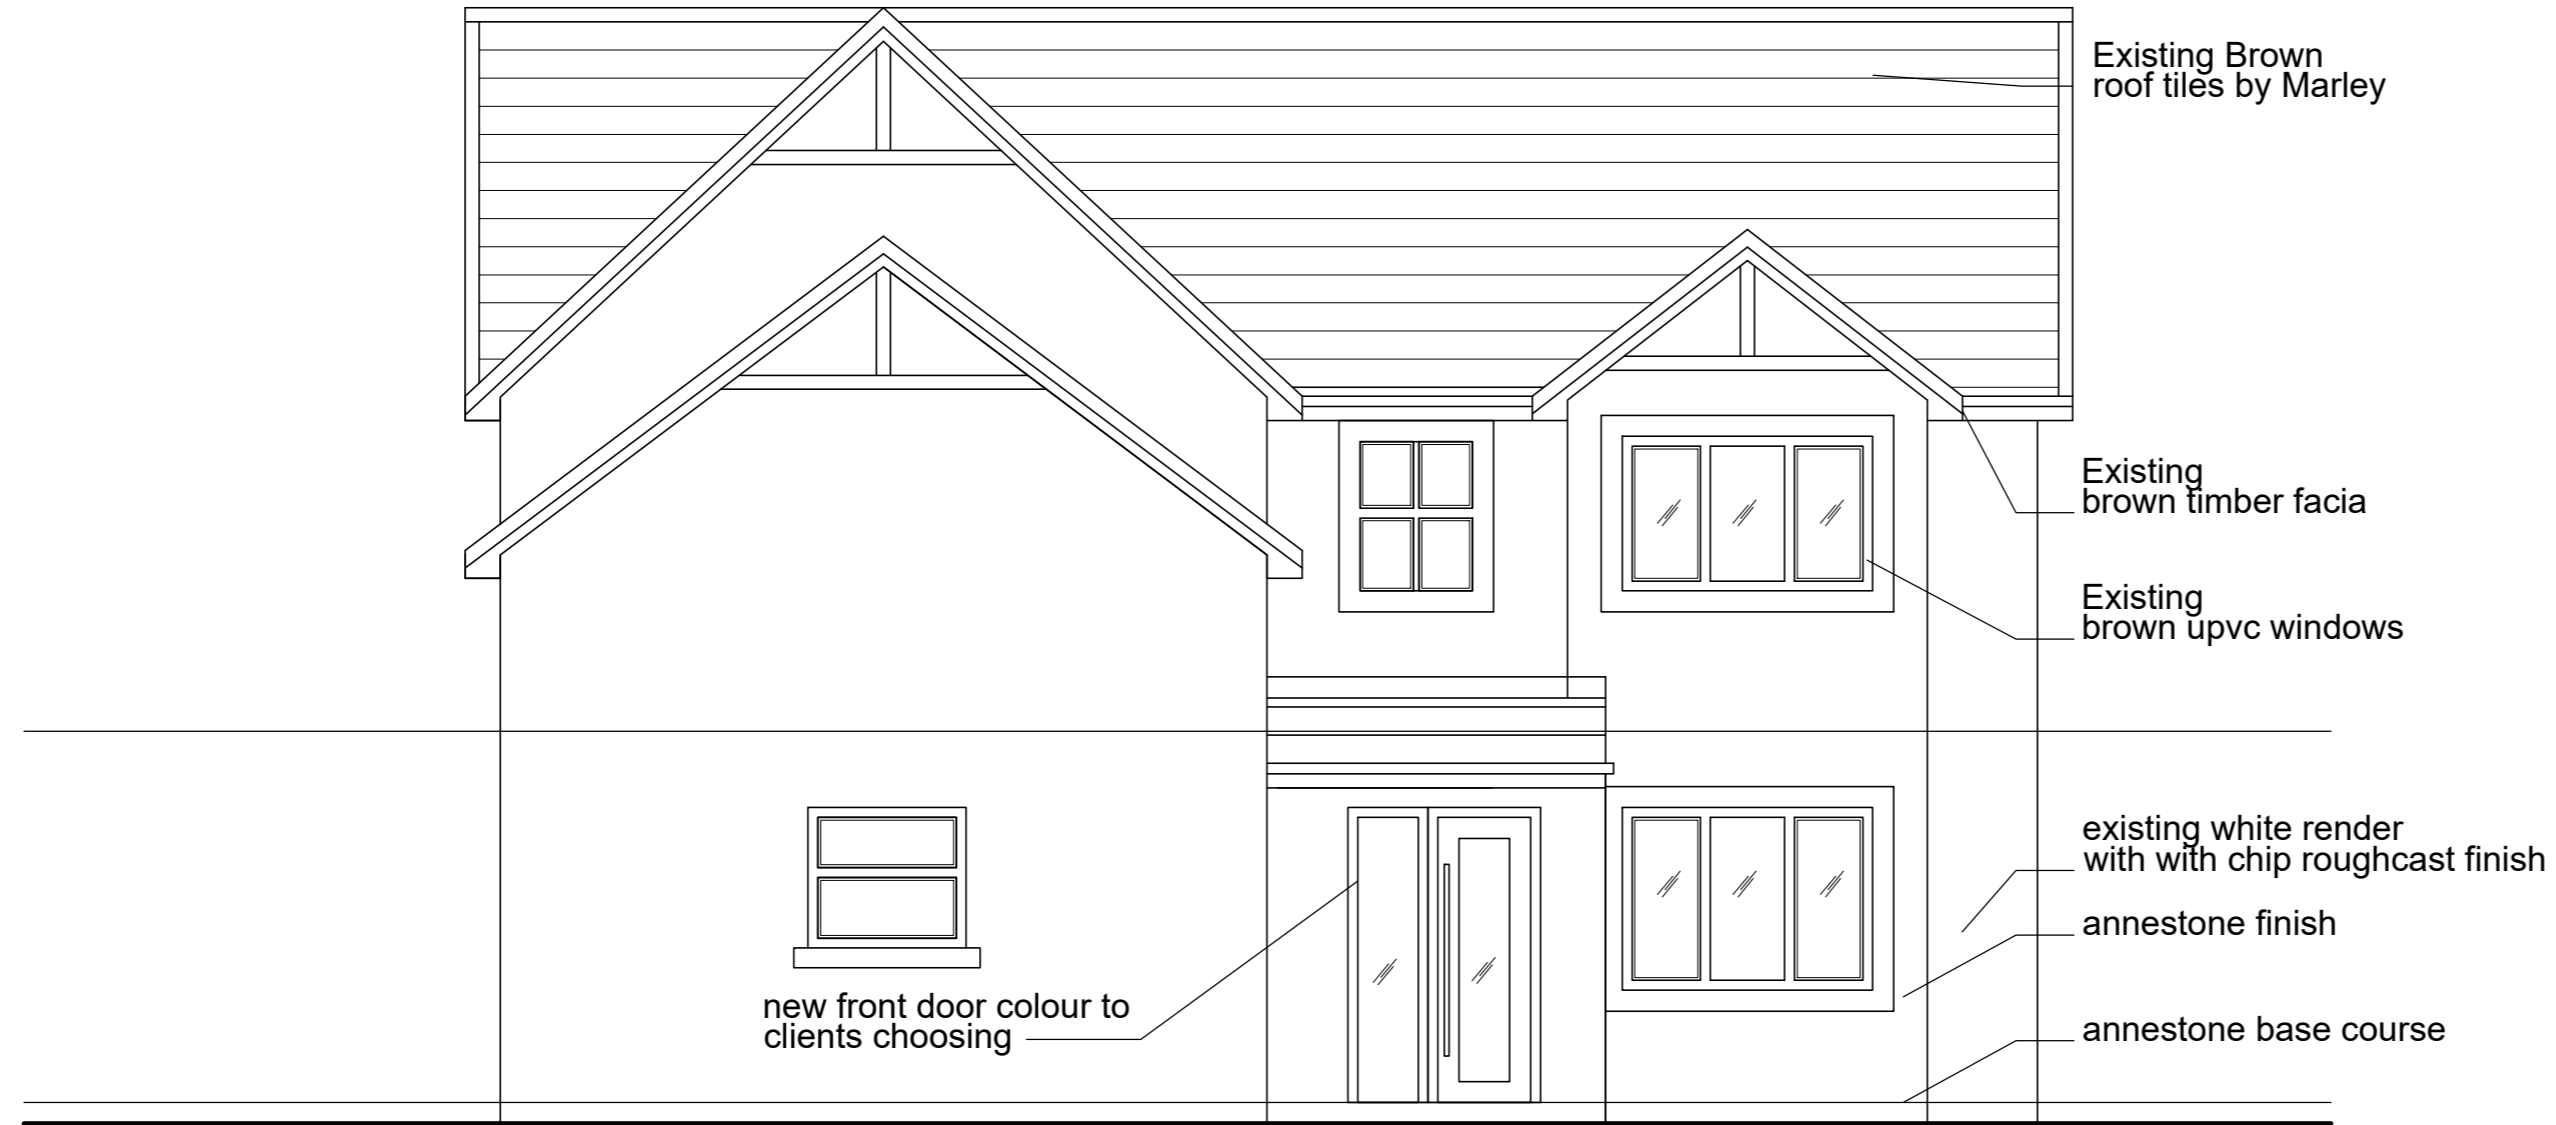 Existing Brown
roof tiles by Marley
Existing
brown timber facia
Existing
brown upvc windows
existing white render
with with chip roughcast finish
annestone finish
new front door colour to
clients choosing
annestone base course